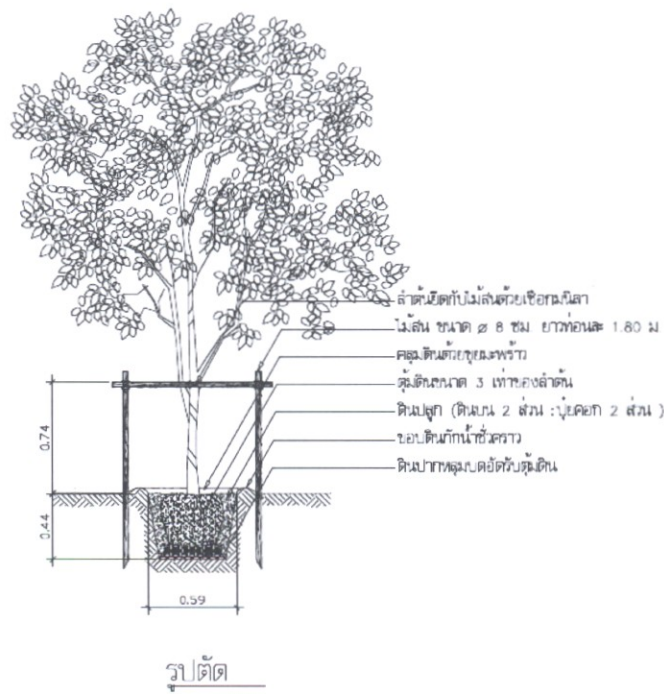 ลำต้นยึดกับไม้สนด้วยเชือกมนิลา
ไม้สน ขนาด ø 8 ซม. ยาวท่อนละ 1.80 ม
คลุมดินด้วยขุยมะพร้าว
ตุ้มดินขนาด 3 เท่าของลำต้น
ดินปลูก (ดินบน 2 ส่วน :ปุ๋ยคอก 2 ส่วน )
ขอบดินกักน้ำชั่วคราว
ดินปากหลุมบดอัดรับตุ้มดิน
0.74
0.44
0.59
รูปตัด